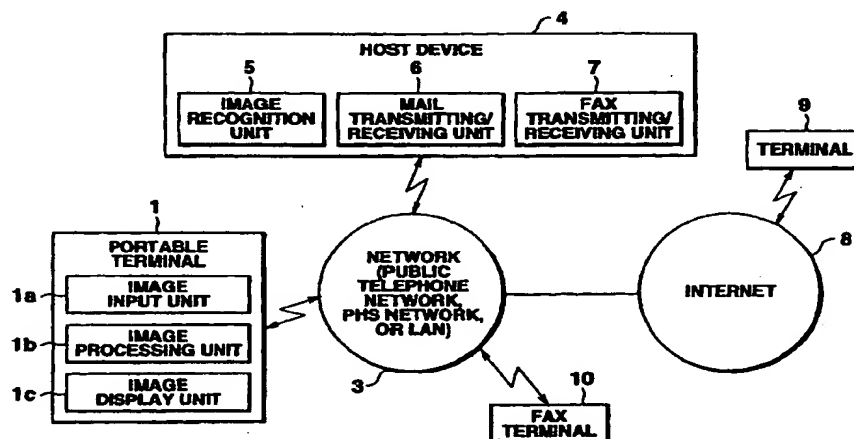 4
HOST DEVICE
5
IMAGE
RECOGNITION
UNIT
6
MAIL
TRANSMITTING/
RECEIVING UNIT
7
FAX
TRANSMITTING/
RECEIVING UNIT
9
TERMINAL
1
PORTABLE
TERMINAL
1a
IMAGE
INPUT UNIT
1b
IMAGE
PROCESSING UNIT
1c
IMAGE
DISPLAY UNIT
NETWORK
(PUBLIC
TELEPHONE
NETWORK,
PHS NETWORK,
OR LAN)
3
8
INTERNET
10
FAX
TERMINAL